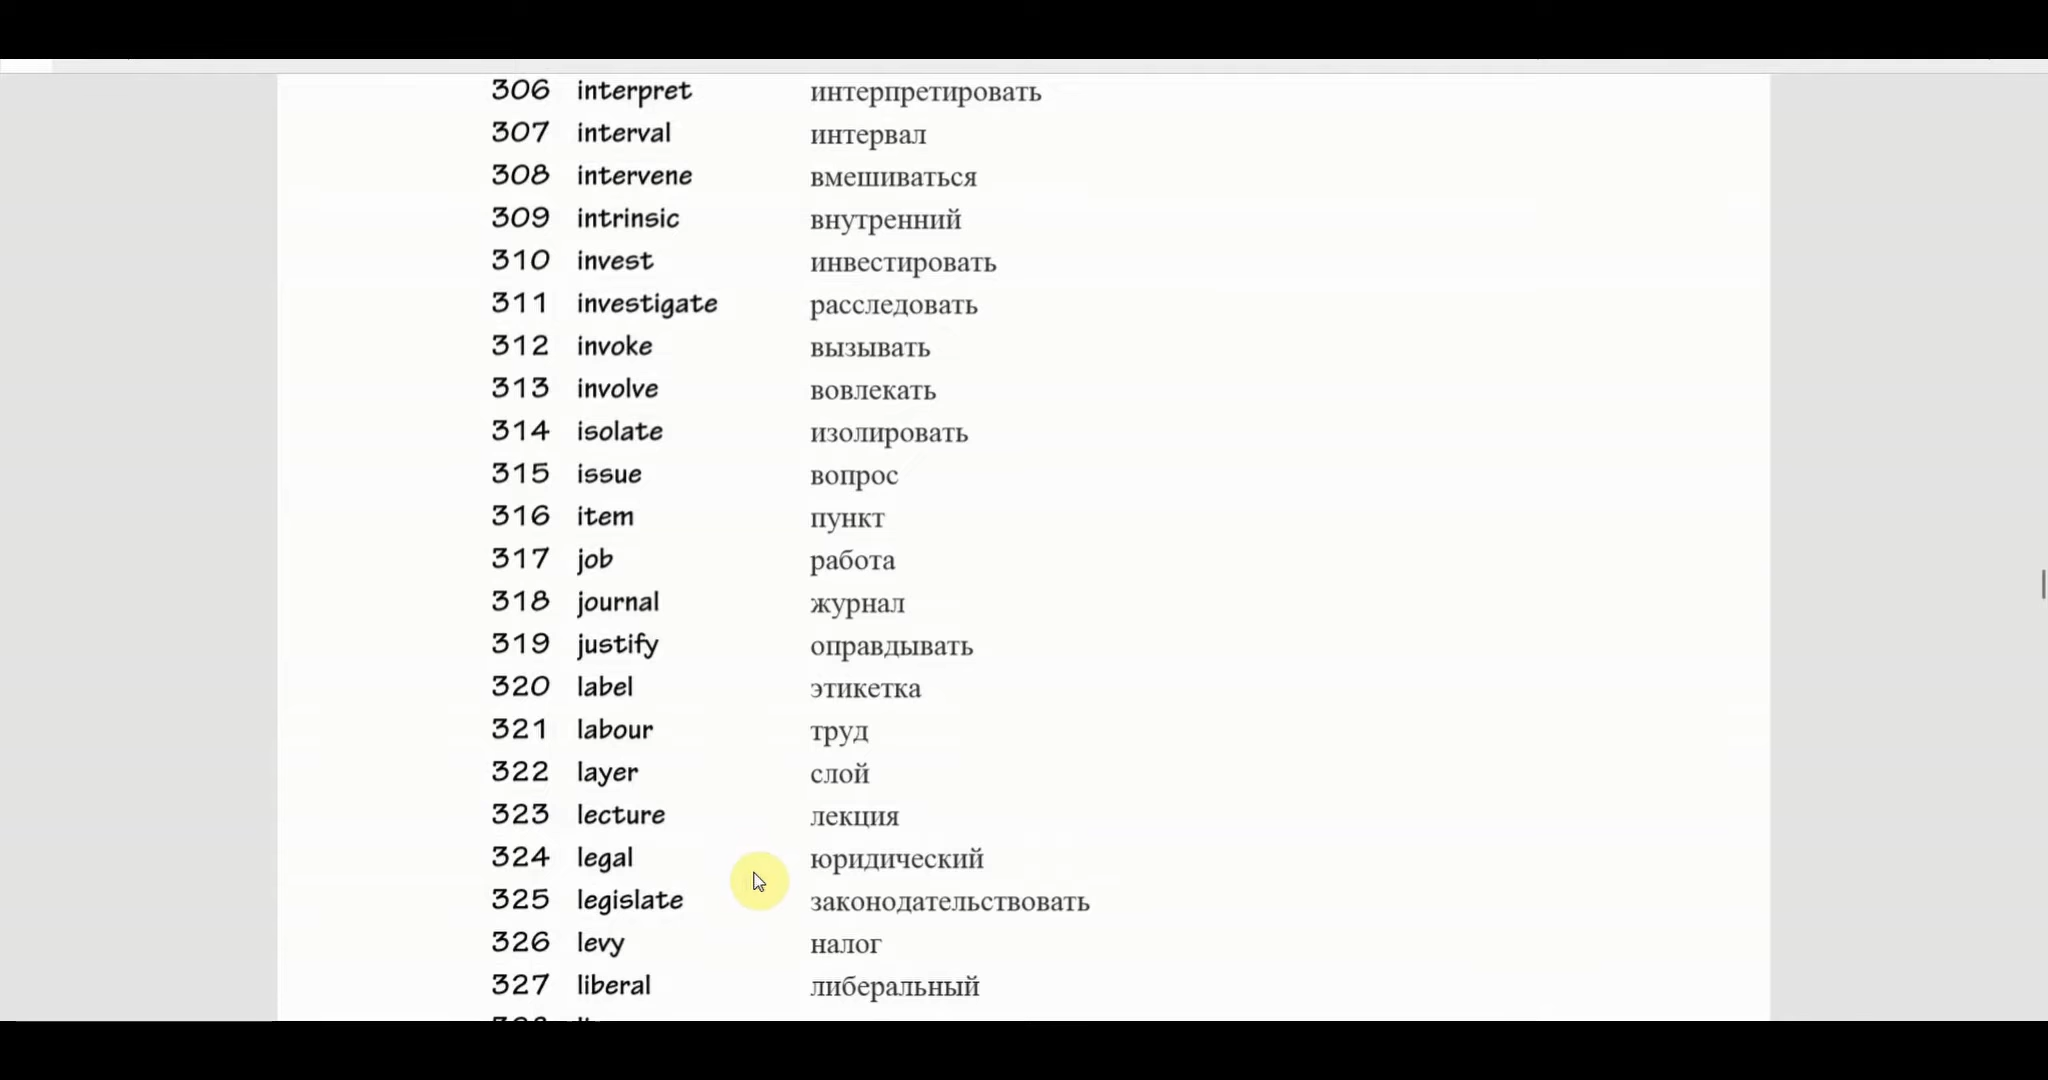 306 interpret интерпретировать
307 interval интервал
308 intervene вмешиваться
309 intrinsic внутренний
310 invest инвестировать
311 investigate расследовать
312 invoke вызывать
313 involve вовлекать
314 isolate изолировать
315 issue вопрос
316 item пункт
317 job работа
318 journal журнал
319 justify оправдывать
320 label этикетка
321 labour труд
322 layer слой
323 lecture лекция
324 legal юридический
325 legislate законодательствовать
326 levy налог
327 liberal либеральный